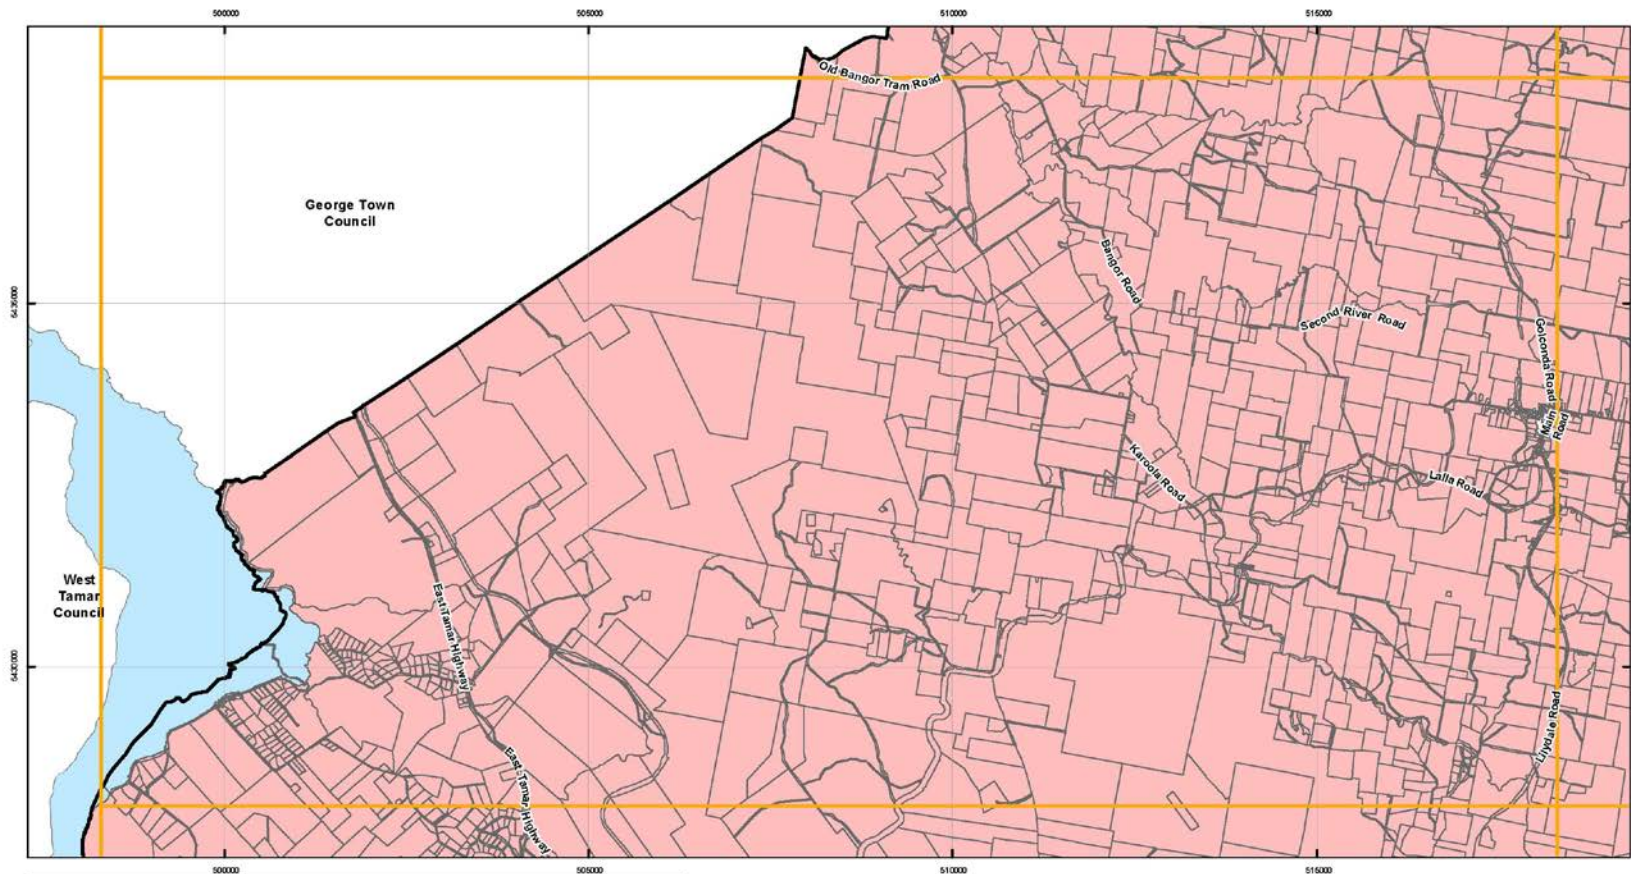 500000
505000
510000
515000
Old Bangor Tram Road
George Town
Council
Bangor Road
5435000
Second River Road
Golconda Road
Main
Road
Karoola Road
Lalla Road
West
Tamar
Council
East Tamar Highway
5430000
Lilydale Road
East Tamar Highway
500000
505000
510000
515000